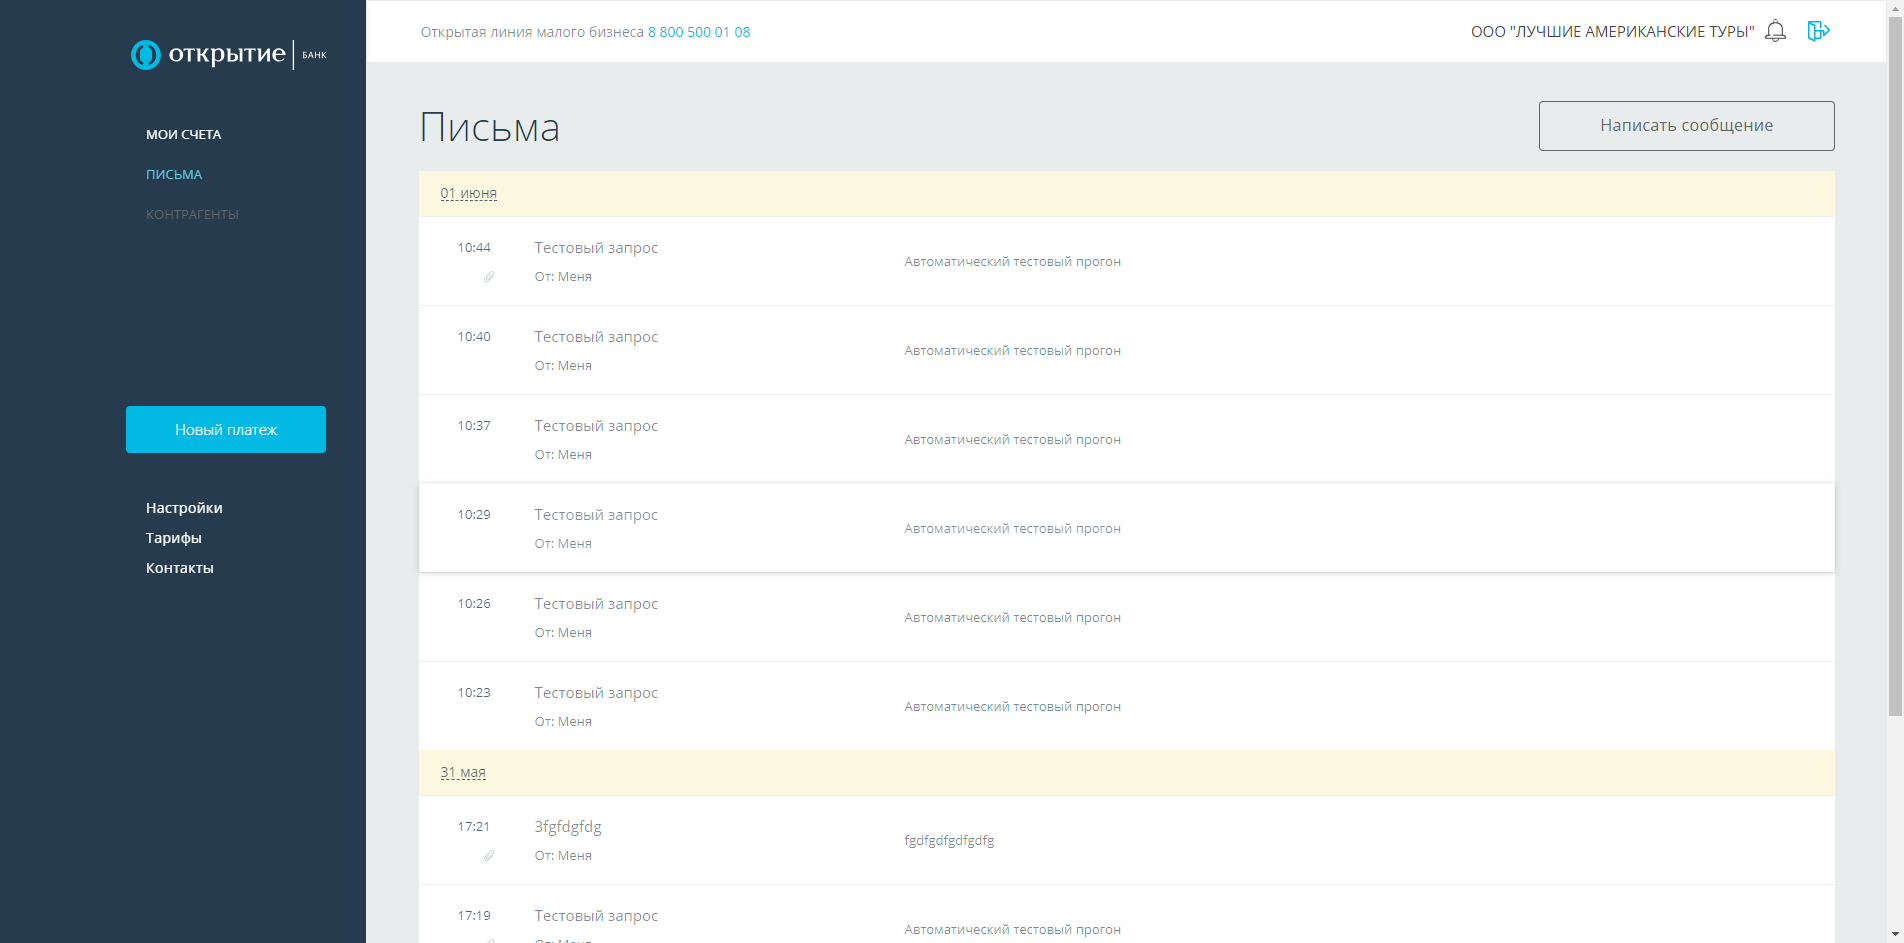 открытие БАНК
МОИ СЧЕТА
ПИСЬМА
КОНТРАГЕНТЫ
Новый платеж
Настройки
Тарифы
Контакты
Открытая линия малого бизнеса 8 800 500 01 08
ООО "ЛУЧШИЕ АМЕРИКАНСКИЕ ТУРЫ"
Письма
Написать сообщение
01 июня
10:44 Тестовый запрос
От: Меня
Автоматический тестовый прогон
10:40 Тестовый запрос
От: Меня
Автоматический тестовый прогон
10:37 Тестовый запрос
От: Меня
Автоматический тестовый прогон
10:29 Тестовый запрос
От: Меня
Автоматический тестовый прогон
10:26 Тестовый запрос
От: Меня
Автоматический тестовый прогон
10:23 Тестовый запрос
От: Меня
Автоматический тестовый прогон
31 мая
17:21 3fgfdgfdg
От: Меня
fgdfgdfgdfgdfg
17:19 Тестовый запрос
От: Меня
Автоматический тестовый прогон